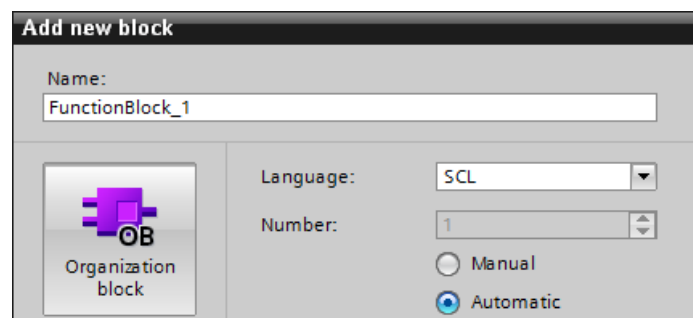 Add new block
Name:
FunctionBlock_1
Language:
SCL
Number:
1
OB
Organization
block
Manual
Automatic